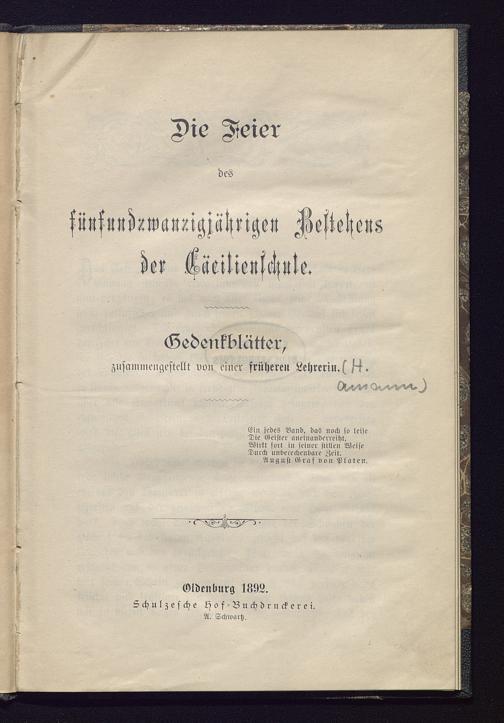 Die Feier
des
fünfundzwanzigjährigen Bestehens
der Cäcilienschule.
Gedenkblätter,
zusammengestellt von einer früheren Lehrerin. (H.
Amann)
Ein jedes Band, das noch so leise
Die Geister aneinanderreiht,
Wirkt fort in seiner stillen Weise
Durch unberechenbare Zeit.
August Graf von Platen.
Oldenburg 1892.
Schulzesche Hof-Buchdruckerei.
A. Schwartz.